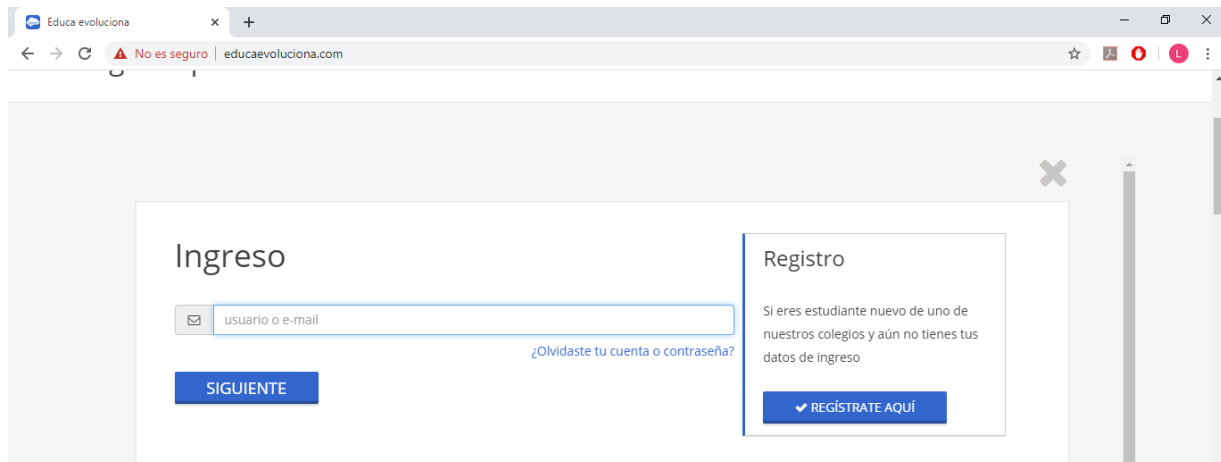 Educa evoluciona
No es seguro | educaevoluciona.com
L
Ingreso
usuario o e-mail
¿Olvidaste tu cuenta o contraseña?
SIGUIENTE
Registro
Si eres estudiante nuevo de uno de
nuestros colegios y aún no tienes tus
datos de ingreso
REGÍSTRATE AQUÍ